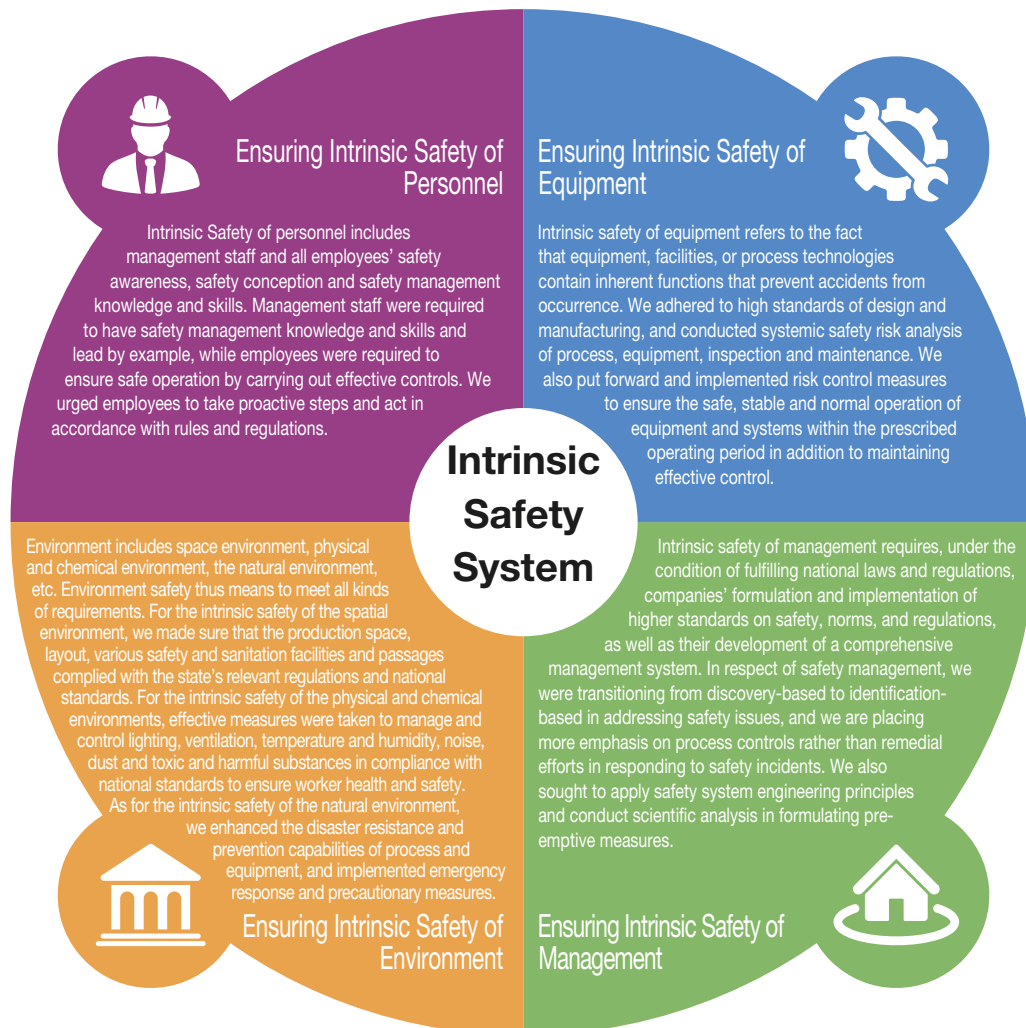 Ensuring Intrinsic Safety of
Personnel
Intrinsic Safety of personnel includes
management staff and all employees’ safety
awareness, safety conception and safety management
knowledge and skills. Management staff were required
to have safety management knowledge and skills and
lead by example, while employees were required to
ensure safe operation by carrying out effective controls. We
urged employees to take proactive steps and act in
accordance with rules and regulations.
Ensuring Intrinsic Safety of
Equipment
Intrinsic safety of equipment refers to the fact
that equipment, facilities, or process technologies
contain inherent functions that prevent accidents from
occurrence. We adhered to high standards of design and
manufacturing, and conducted systemic safety risk analysis
of process, equipment, inspection and maintenance. We
also put forward and implemented risk control measures
to ensure the safe, stable and normal operation of
equipment and systems within the prescribed
operating period in addition to maintaining
effective control.
Intrinsic
Safety
System
Environment includes space environment, physical
and chemical environment, the natural environment,
etc. Environment safety thus means to meet all kinds
of requirements. For the intrinsic safety of the spatial
environment, we made sure that the production space,
layout, various safety and sanitation facilities and passages
complied with the state’s relevant regulations and national
standards. For the intrinsic safety of the physical and chemical
environments, effective measures were taken to manage and
control lighting, ventilation, temperature and humidity, noise,
dust and toxic and harmful substances in compliance with
national standards to ensure worker health and safety.
As for the intrinsic safety of the natural environment,
we enhanced the disaster resistance and
prevention capabilities of process and
equipment, and implemented emergency
response and precautionary measures.
Ensuring Intrinsic Safety of
Environment
Intrinsic safety of management requires, under the
condition of fulfilling national laws and regulations,
companies’ formulation and implementation of
higher standards on safety, norms, and regulations,
as well as their development of a comprehensive
management system. In respect of safety management, we
were transitioning from discovery-based to identification-
based in addressing safety issues, and we are placing
more emphasis on process controls rather than remedial
efforts in responding to safety incidents. We also
sought to apply safety system engineering principles
and conduct scientific analysis in formulating pre-
emptive measures.
Ensuring Intrinsic Safety of
Management